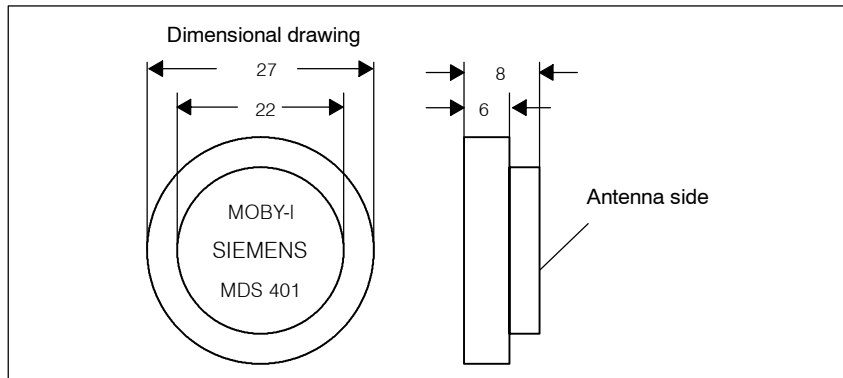 Dimensional drawing
27
22
8
6
MOBY-I
SIEMENS
MDS 401
Antenna side